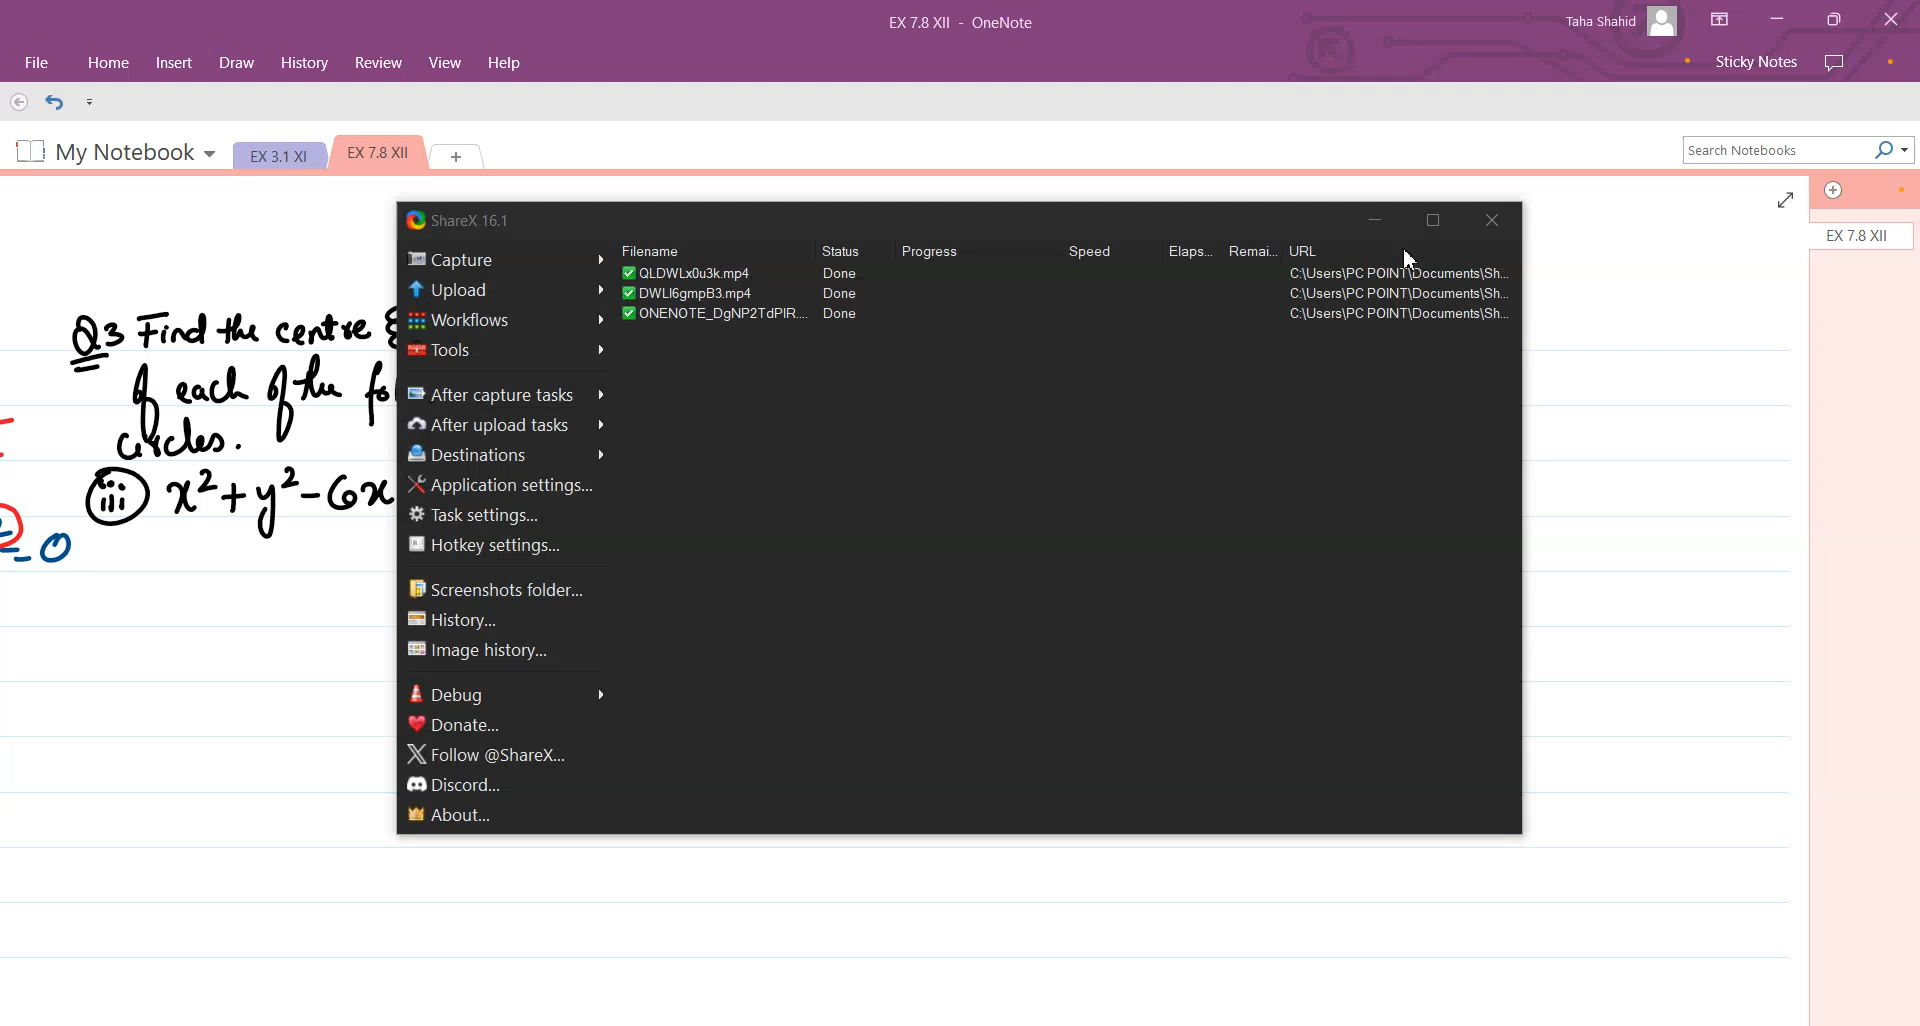 EX 7.8 XII - OneNote
Taha Shahid
File Home Insert Draw History Review View Help
Sticky Notes
My Notebook
EX 3.1 XI
EX 7.8 XII
+
Search Notebooks
EX 7.8 XII
Q3 Find the centre &
of each of the fo
circles.
(iii) x²+y²-6x
=0
ShareX 16.1
Capture
Upload
Workflows
Tools
After capture tasks
After upload tasks
Destinations
Application settings...
Task settings...
Hotkey settings...
Screenshots folder...
History...
Image history...
Debug
Donate...
Follow @ShareX...
Discord...
About...
Filename Status Progress Speed Elaps... Remai... URL
QLDWLx0u3k.mp4 Done C:\Users\PC POINT\Documents\Sh...
DWLI6gmpB3.mp4 Done C:\Users\PC POINT\Documents\Sh...
ONENOTE_DgNP2TdPIR... Done C:\Users\PC POINT\Documents\Sh...